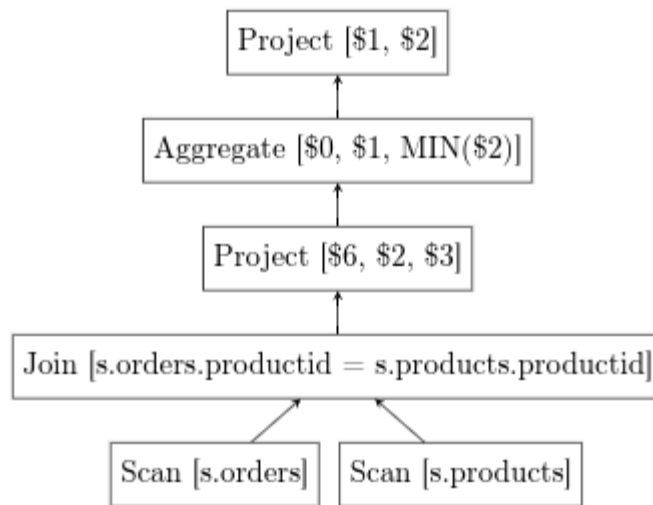 Project [$1, $2]
Aggregate [$0, $1, MIN($2)]
Project [$6, $2, $3]
Join [s.orders.productid = s.products.productid]
Scan [s.orders]
Scan [s.products]